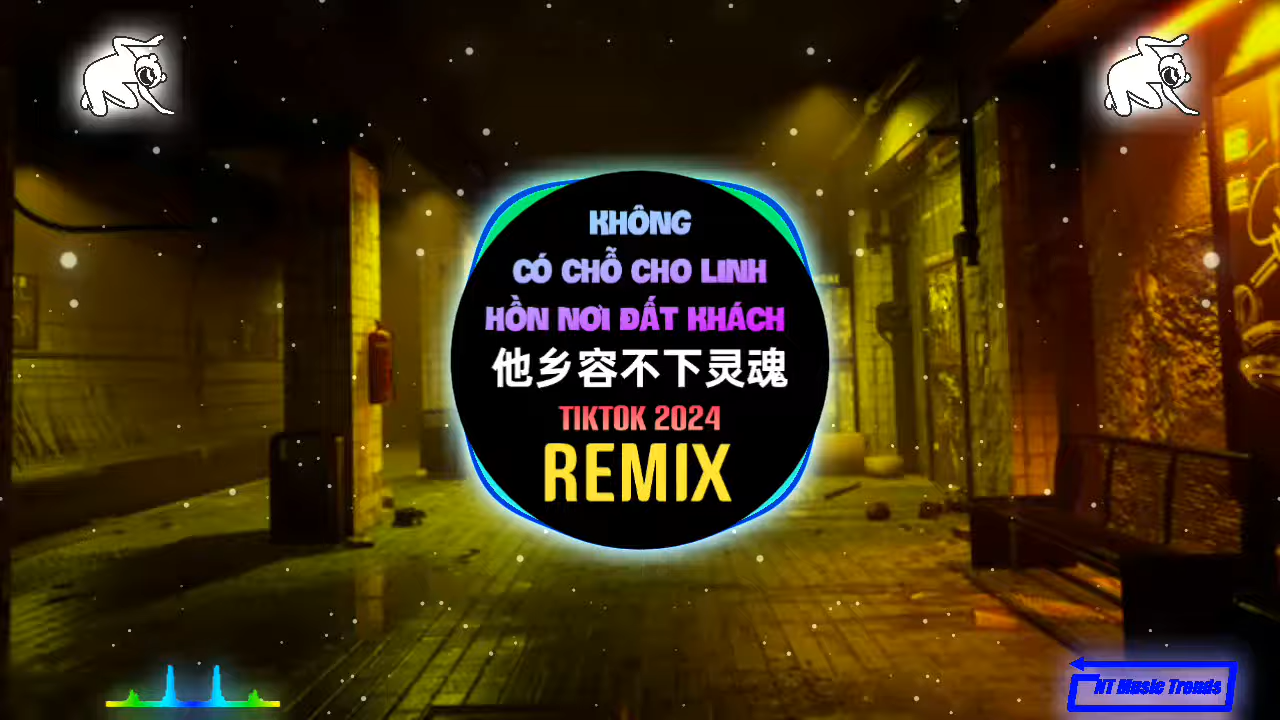 KHÔNG
CÓ CHỖ CHO LINH
HỒN NƠI ĐẤT KHÁCH
他乡容不下灵魂
TIKTOK 2024
REMIX
NT Music Trends